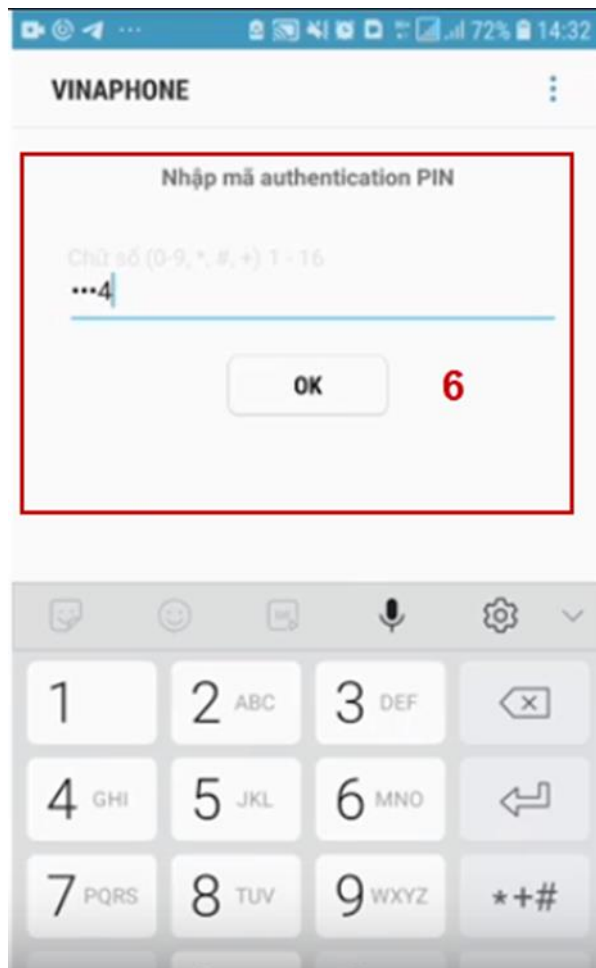 72% 14:32
VINAPHONE
Nhập mã authentication PIN
Chữ số (0-9, *, #, +) 1 - 16
•••4
OK
6
1
2 ABC
3 DEF
4 GHI
5 JKL
6 MNO
7 PQRS
8 TUV
9 WXYZ
*+#